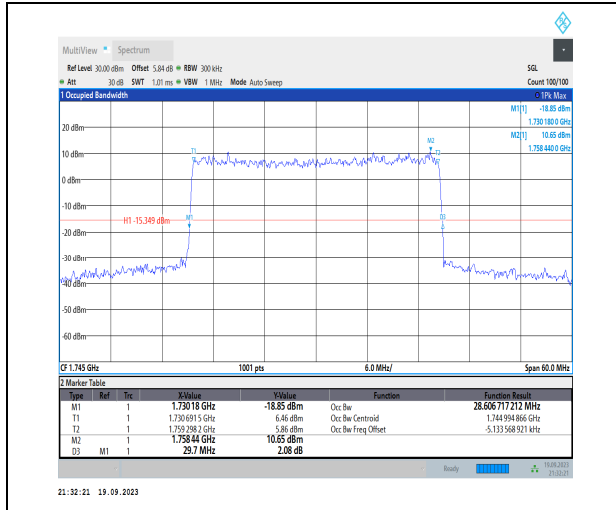 MultiView Spectrum
Ref Level 30.00 dBm Offset 5.84 dB RBW 300 kHz SGL
Att 30 dB SWT 1.01 ms VBW 1 MHz Mode Auto Sweep Count 100/100
1 Occupied Bandwidth 1Pk Max
M1[1] -18.85 dBm
1.730 180 0 GHz
M2[1] 10.65 dBm
1.758 440 0 GHz
20 dBm
M2
T1
T2
10 dBm
0 dBm
-10 dBm
H1 -15.349 dBm
M1
D3
-20 dBm
-30 dBm
-40 dBm
-50 dBm
-60 dBm
CF 1.745 GHz 1001 pts 6.0 MHz/ Span 60.0 MHz
2 Marker Table
Type Ref Trc X-Value Y-Value Function Function Result
M1 1 1.73018 GHz -18.85 dBm Occ Bw 28.606 717 212 MHz
T1 1 1.730 691 5 GHz 6.46 dBm Occ Bw Centroid 1.744 994 866 GHz
T2 1 1.759 298 2 GHz 5.86 dBm Occ Bw Freq Offset -5.133 568 921 kHz
M2 1 1.758 44 GHz 10.65 dBm
D3 M1 1 29.7 MHz 2.08 dB
Ready 19.09.2023
21:32:21
21:32:21 19.09.2023